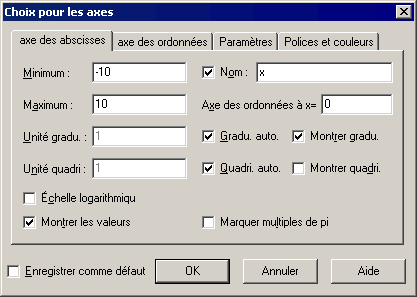 Choix pour les axes
axe des abscisses axe des ordonnées Paramètres Polices et couleurs
Minimum : -10 Nom : x
Maximum : 10 Axe des ordonnées à x= 0
Unité gradu. : 1 Gradu. auto. Montrer gradu.
Unité quadri : 1 Quadri. auto. Montrer quadri.
Échelle logarithmiqu
Montrer les valeurs Marquer multiples de pi
Enregistrer comme défaut OK Annuler Aide